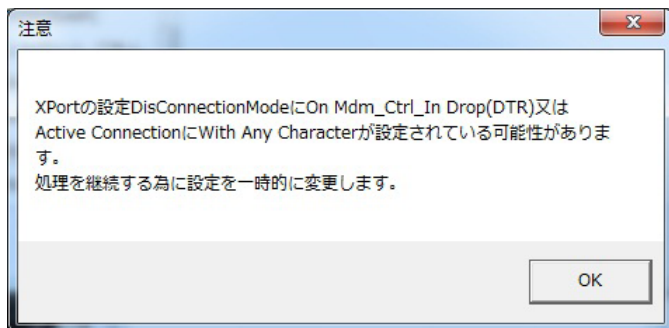 注意
XPortの設定DisConnectionModeにOn Mdm_Ctrl_In Drop(DTR)又は
Active ConnectionにWith Any Characterが設定されている可能性がありま
す。
処理を継続する為に設定を一時的に変更します。
OK